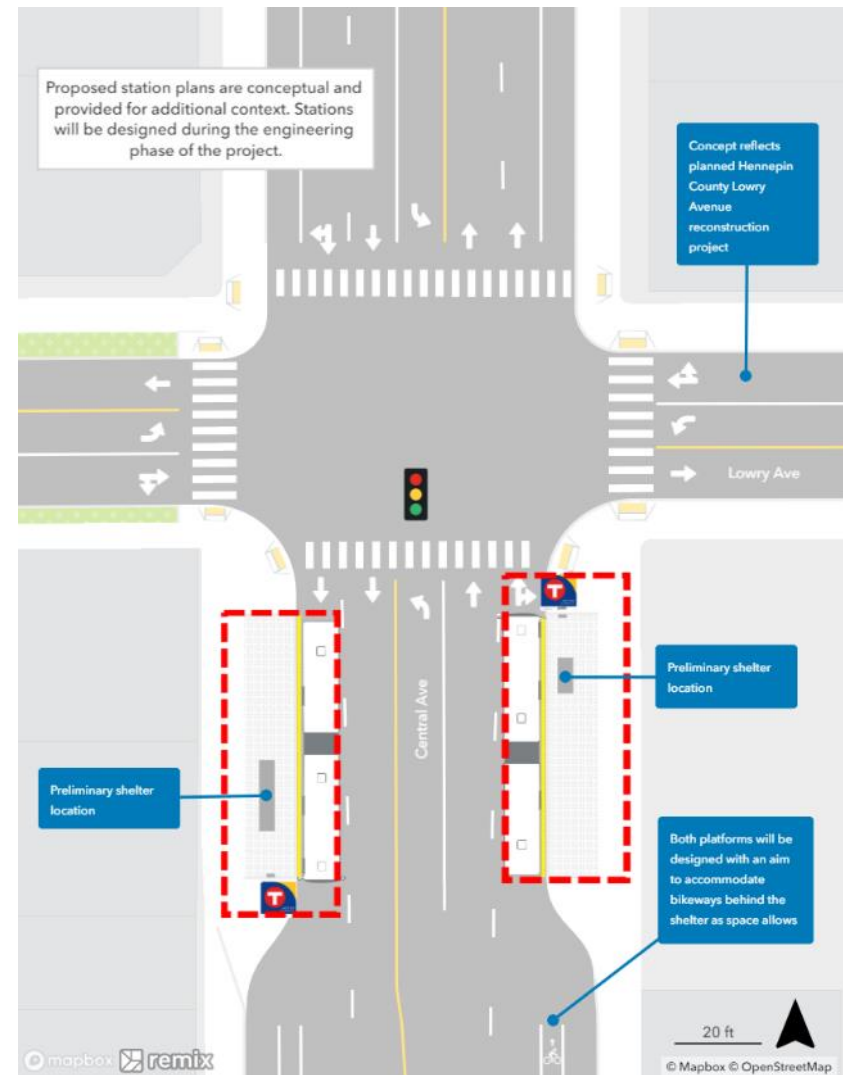 Proposed station plans are conceptual and
provided for additional context. Stations
will be designed during the engineering
phase of the project.
Concept reflects
planned Hennepin
County Lowry
Avenue
reconstruction
project
Lowry Ave
Central Ave
T
T
Preliminary shelter
location
Preliminary shelter
location
Both platforms will be
designed with an aim
to accommodate
bikeways behind the
shelter as space allows
20 ft
mapbox remix
© Mapbox © OpenStreetMap